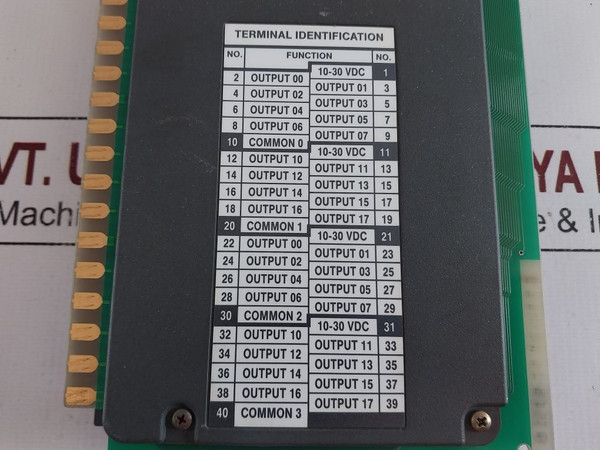 TERMINAL IDENTIFICATION
NO. FUNCTION NO.
10-30 VDC 1
2 OUTPUT 00
OUTPUT 01 3
4 OUTPUT 02
OUTPUT 03 5
6 OUTPUT 04
OUTPUT 05 7
8 OUTPUT 06
OUTPUT 07 9
10 COMMON 0
10-30 VDC 11
12 OUTPUT 10
OUTPUT 11 13
14 OUTPUT 12
OUTPUT 13 15
16 OUTPUT 14
OUTPUT 15 17
18 OUTPUT 16
OUTPUT 17 19
20 COMMON 1
10-30 VDC 21
22 OUTPUT 00
OUTPUT 01 23
24 OUTPUT 02
OUTPUT 03 25
26 OUTPUT 04
OUTPUT 05 27
28 OUTPUT 06
OUTPUT 07 29
30 COMMON 2
10-30 VDC 31
32 OUTPUT 10
OUTPUT 11 33
34 OUTPUT 12
OUTPUT 13 35
36 OUTPUT 14
OUTPUT 15 37
38 OUTPUT 16
OUTPUT 17 39
40 COMMON 3
VT. U YA
Machi e & In